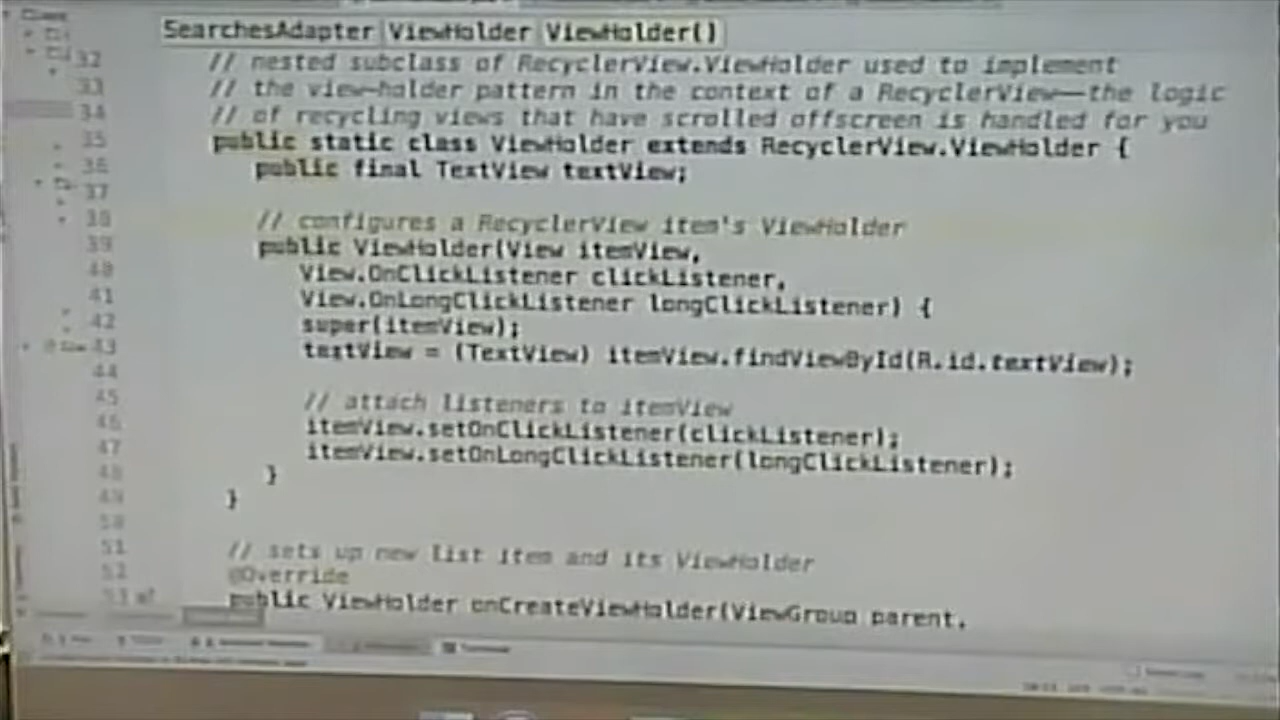 SearchesAdapter ViewHolder ViewHolder()
32 // nested subclass of RecyclerView.ViewHolder used to implement
33 // the view-holder pattern in the context of a RecyclerView—the logic
34 // of recycling views that have scrolled offscreen is handled for you
35 public static class ViewHolder extends RecyclerView.ViewHolder {
36 public final TextView textView;
37
38 // configures a RecyclerView item's ViewHolder
39 public ViewHolder(View itemView,
40 View.OnClickListener clickListener,
41 View.OnLongClickListener longClickListener) {
42 super(itemView);
43 textView = (TextView) itemView.findViewById(R.id.textView);
44
45 // attach listeners to itemView
46 itemView.setOnClickListener(clickListener);
47 itemView.setOnLongClickListener(longClickListener);
48 }
49 }
50
51 // sets up new list item and its ViewHolder
52 @Override
53 public ViewHolder onCreateViewHolder(ViewGroup parent,